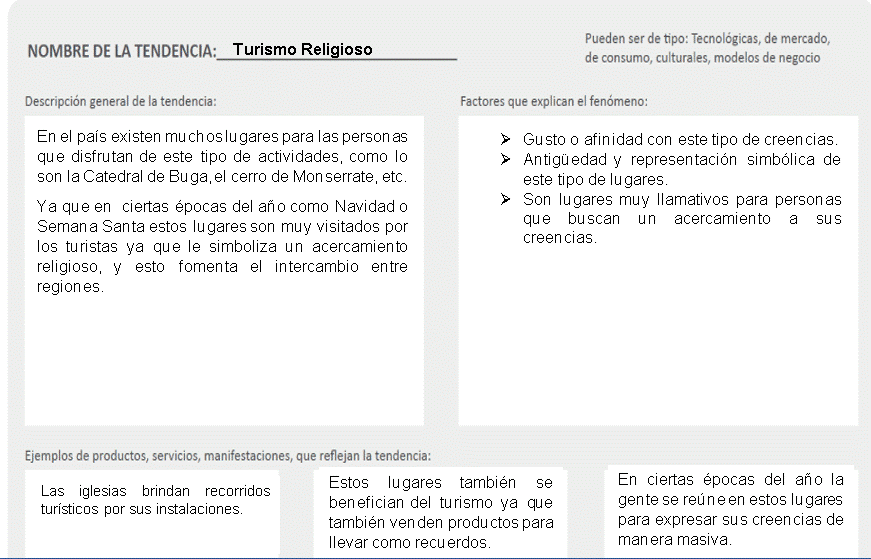 NOMBRE DE LA TENDENCIA: Turismo Religioso
Pueden ser de tipo: Tecnológicas, de mercado,
de consumo, culturales, modelos de negocio
Descripción general de la tendencia:
En el país existen muchos lugares para las personas
que disfrutan de este tipo de actividades, como lo
son la Catedral de Buga, el cerro de Monserrate, etc.
Ya que en ciertas épocas del año como Navidad o
Semana Santa estos lugares son muy visitados por
los turistas ya que le simboliza un acercamiento
religioso, y esto fomenta el intercambio entre
regiones.
Factores que explican el fenómeno:
➢ Gusto o afinidad con este tipo de creencias.
➢ Antigüedad y representación simbólica de
este tipo de lugares.
➢ Son lugares muy llamativos para personas
que buscan un acercamiento a sus
creencias.
Ejemplos de productos, servicios, manifestaciones, que reflejan la tendencia:
Las iglesias brindan recorridos
turísticos por sus instalaciones.
Estos lugares también se
benefician del turismo ya que
también venden productos para
llevar como recuerdos.
En ciertas épocas del año la
gente se reúne en estos lugares
para expresar sus creencias de
manera masiva.